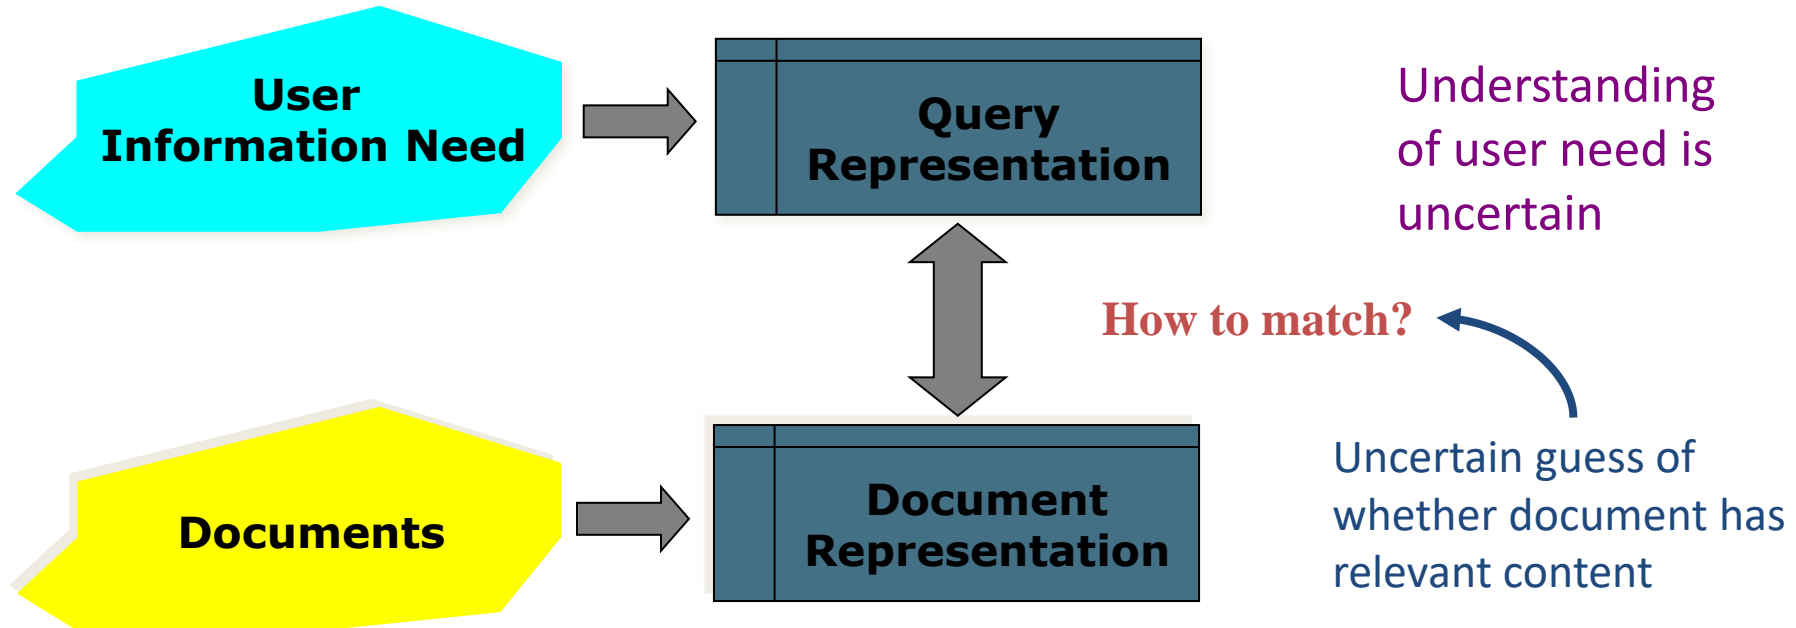 User
Information Need
Query
Representation
Understanding
of user need is
uncertain
How to match?
Documents
Document
Representation
Uncertain guess of
whether document has
relevant content